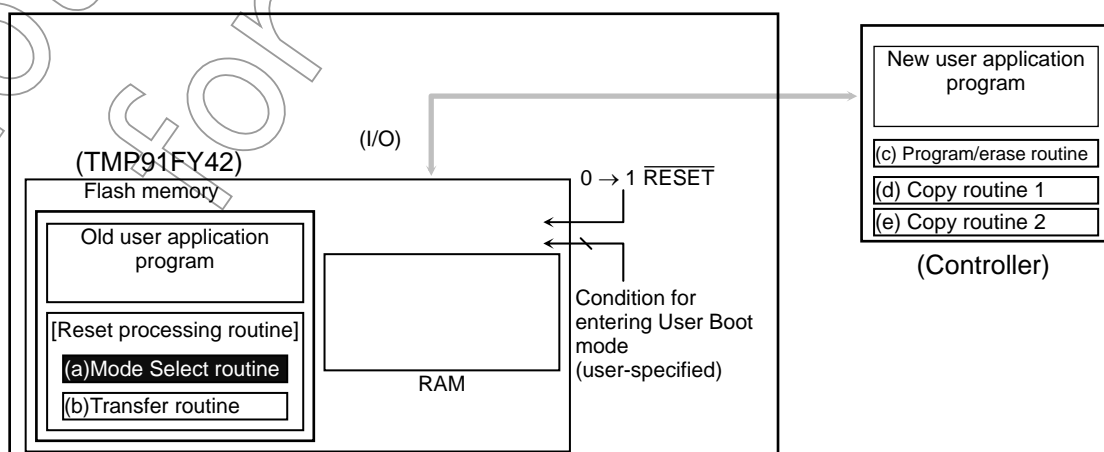 (I/O)
(TMP91FY42)
Flash memory
Old user application
program
[Reset processing routine]
(a)Mode Select routine
(b)Transfer routine
RAM
0 → 1 RESET
Condition for
entering User Boot
mode
(user-specified)
New user application
program
(c) Program/erase routine
(d) Copy routine 1
(e) Copy routine 2
(Controller)